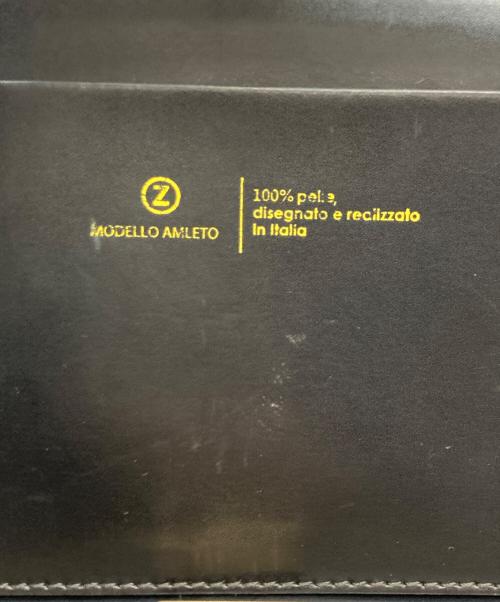 Z
MODELLO AMLETO
100% pelle,
disegnato e realizzato
in Italia